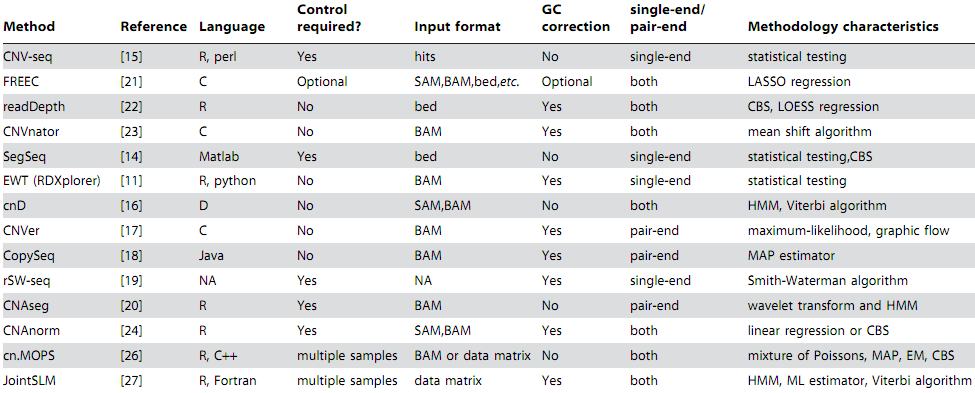 Control GC single-end/
Method Reference Language required? Input format correction pair-end Methodology characteristics
CNV-seq [15] R, perl Yes hits No single-end statistical testing
FREEC [21] C Optional SAM,BAM,bed,etc. Optional both LASSO regression
readDepth [22] R No bed Yes both CBS, LOESS regression
CNVnator [23] C No BAM Yes both mean shift algorithm
SegSeq [14] Matlab Yes bed No single-end statistical testing,CBS
EWT (RDXplorer) [11] R, python No BAM Yes single-end statistical testing
cnD [16] D No SAM,BAM No both HMM, Viterbi algorithm
CNVer [17] C No BAM Yes pair-end maximum-likelihood, graphic flow
CopySeq [18] Java No BAM Yes pair-end MAP estimator
rSW-seq [19] NA Yes NA Yes single-end Smith-Waterman algorithm
CNAseg [20] R Yes BAM No pair-end wavelet transform and HMM
CNAnorm [24] R Yes SAM,BAM Yes both linear regression or CBS
cn.MOPS [26] R, C++ multiple samples BAM or data matrix No both mixture of Poissons, MAP, EM, CBS
JointSLM [27] R, Fortran multiple samples data matrix Yes both HMM, ML estimator, Viterbi algorithm